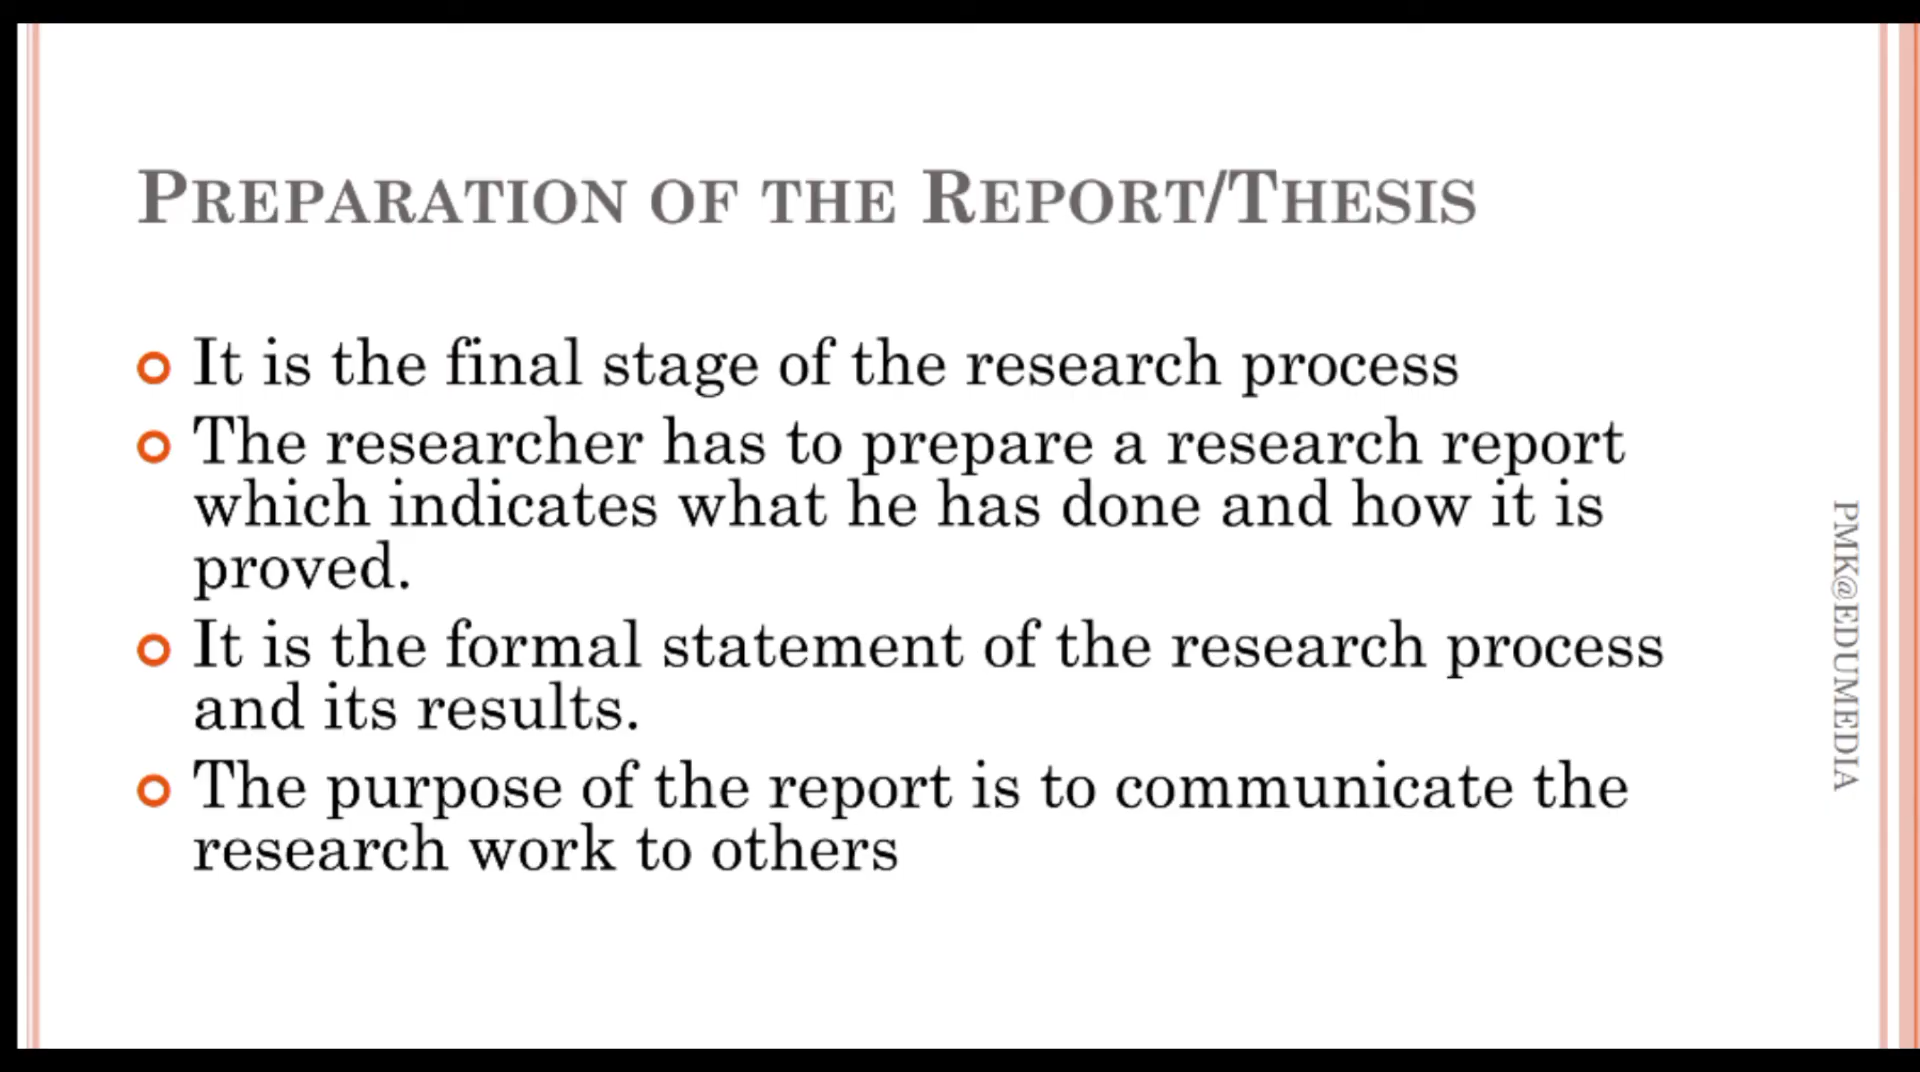 PREPARATION OF THE REPORT/THESIS
It is the final stage of the research process
The researcher has to prepare a research report
which indicates what he has done and how it is
proved.
It is the formal statement of the research process
and its results.
The purpose of the report is to communicate the
research work to others
PMK@EDUMEDIA